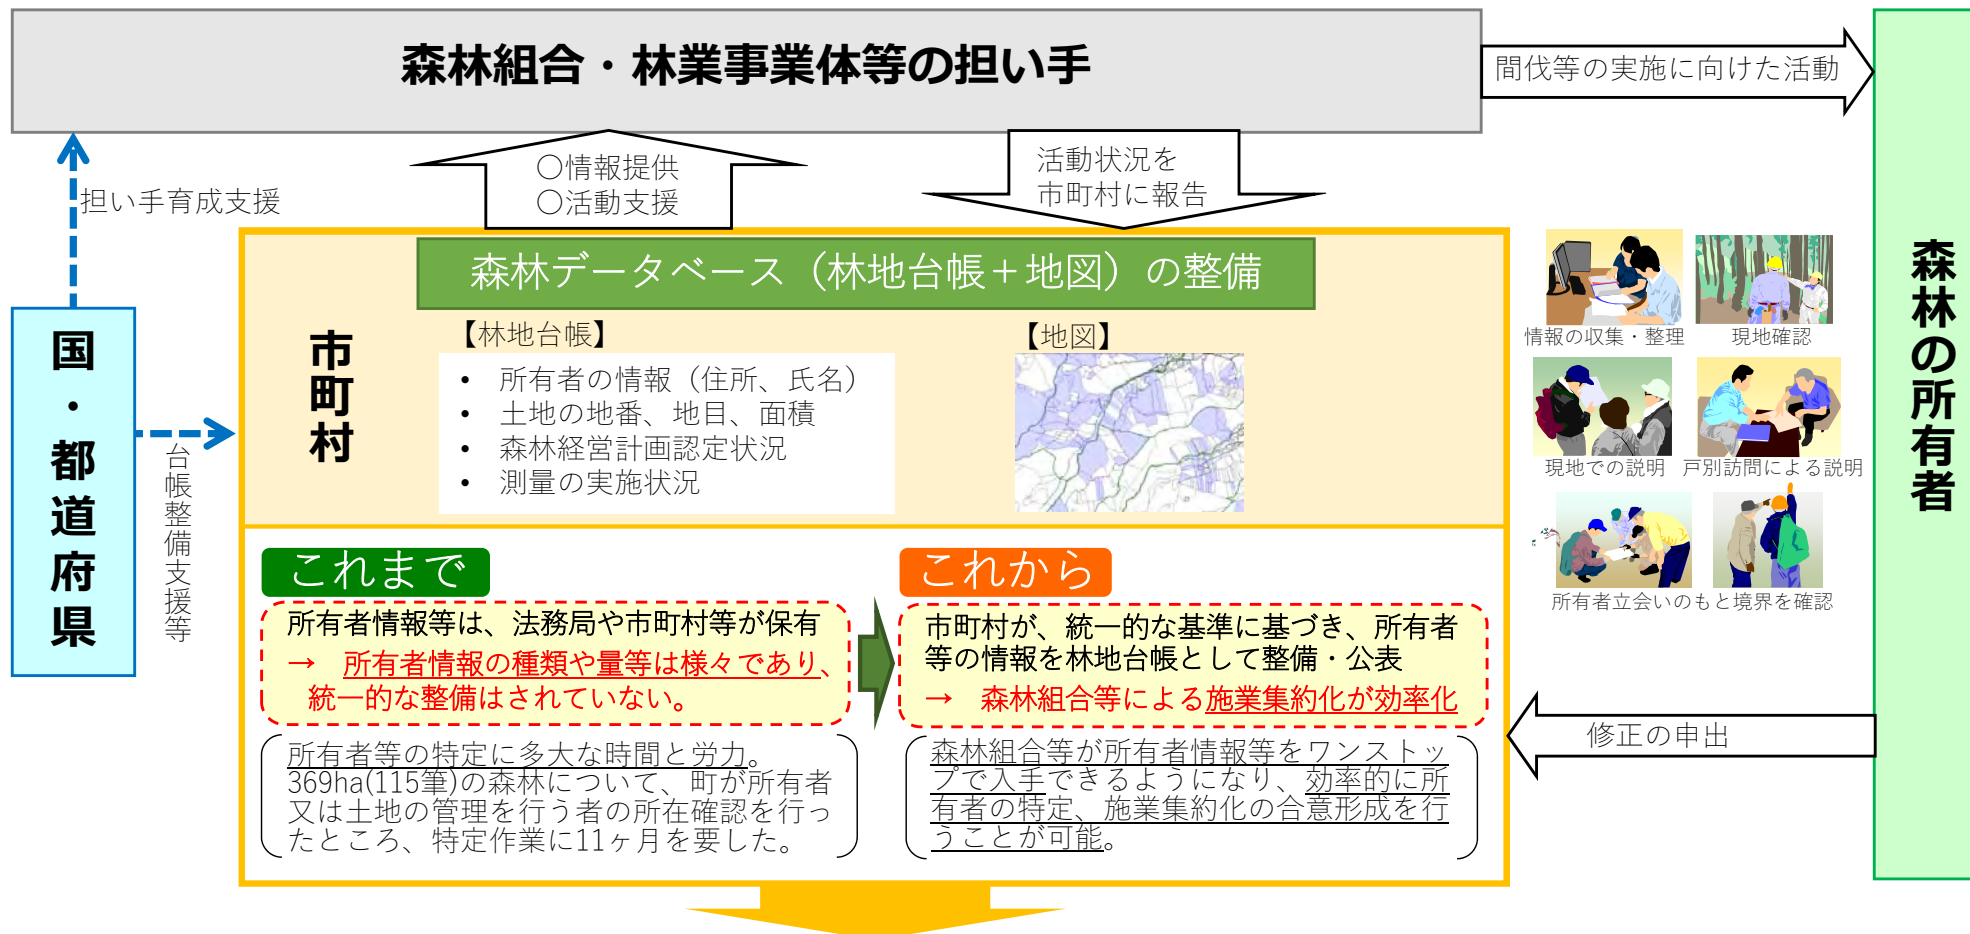 森林組合・林業事業体等の担い手
間伐等の実施に向けた活動
森林の所有者
担い手育成支援
○情報提供
○活動支援
活動状況を
市町村に報告
国・都道府県
台帳整備支援等
市町村
森林データベース（林地台帳＋地図）の整備
【林地台帳】
• 所有者の情報（住所、氏名）
• 土地の地番、地目、面積
• 森林経営計画認定状況
• 測量の実施状況
【地図】
情報の収集・整理
現地確認
現地での説明
戸別訪問による説明
所有者立会いのもと境界を確認
これまで
所有者情報等は、法務局や市町村等が保有
→ 所有者情報の種類や量等は様々であり、
統一的な整備はされていない。
所有者等の特定に多大な時間と労力。
369ha(115筆)の森林について、町が所有者
又は土地の管理を行う者の所在確認を行っ
たところ、特定作業に11ヶ月を要した。
これから
市町村が、統一的な基準に基づき、所有者
等の情報を林地台帳として整備・公表
→ 森林組合等による施業集約化が効率化
森林組合等が所有者情報等をワンストッ
プで入手できるようになり、効率的に所
有者の特定、施業集約化の合意形成を行
うことが可能。
修正の申出